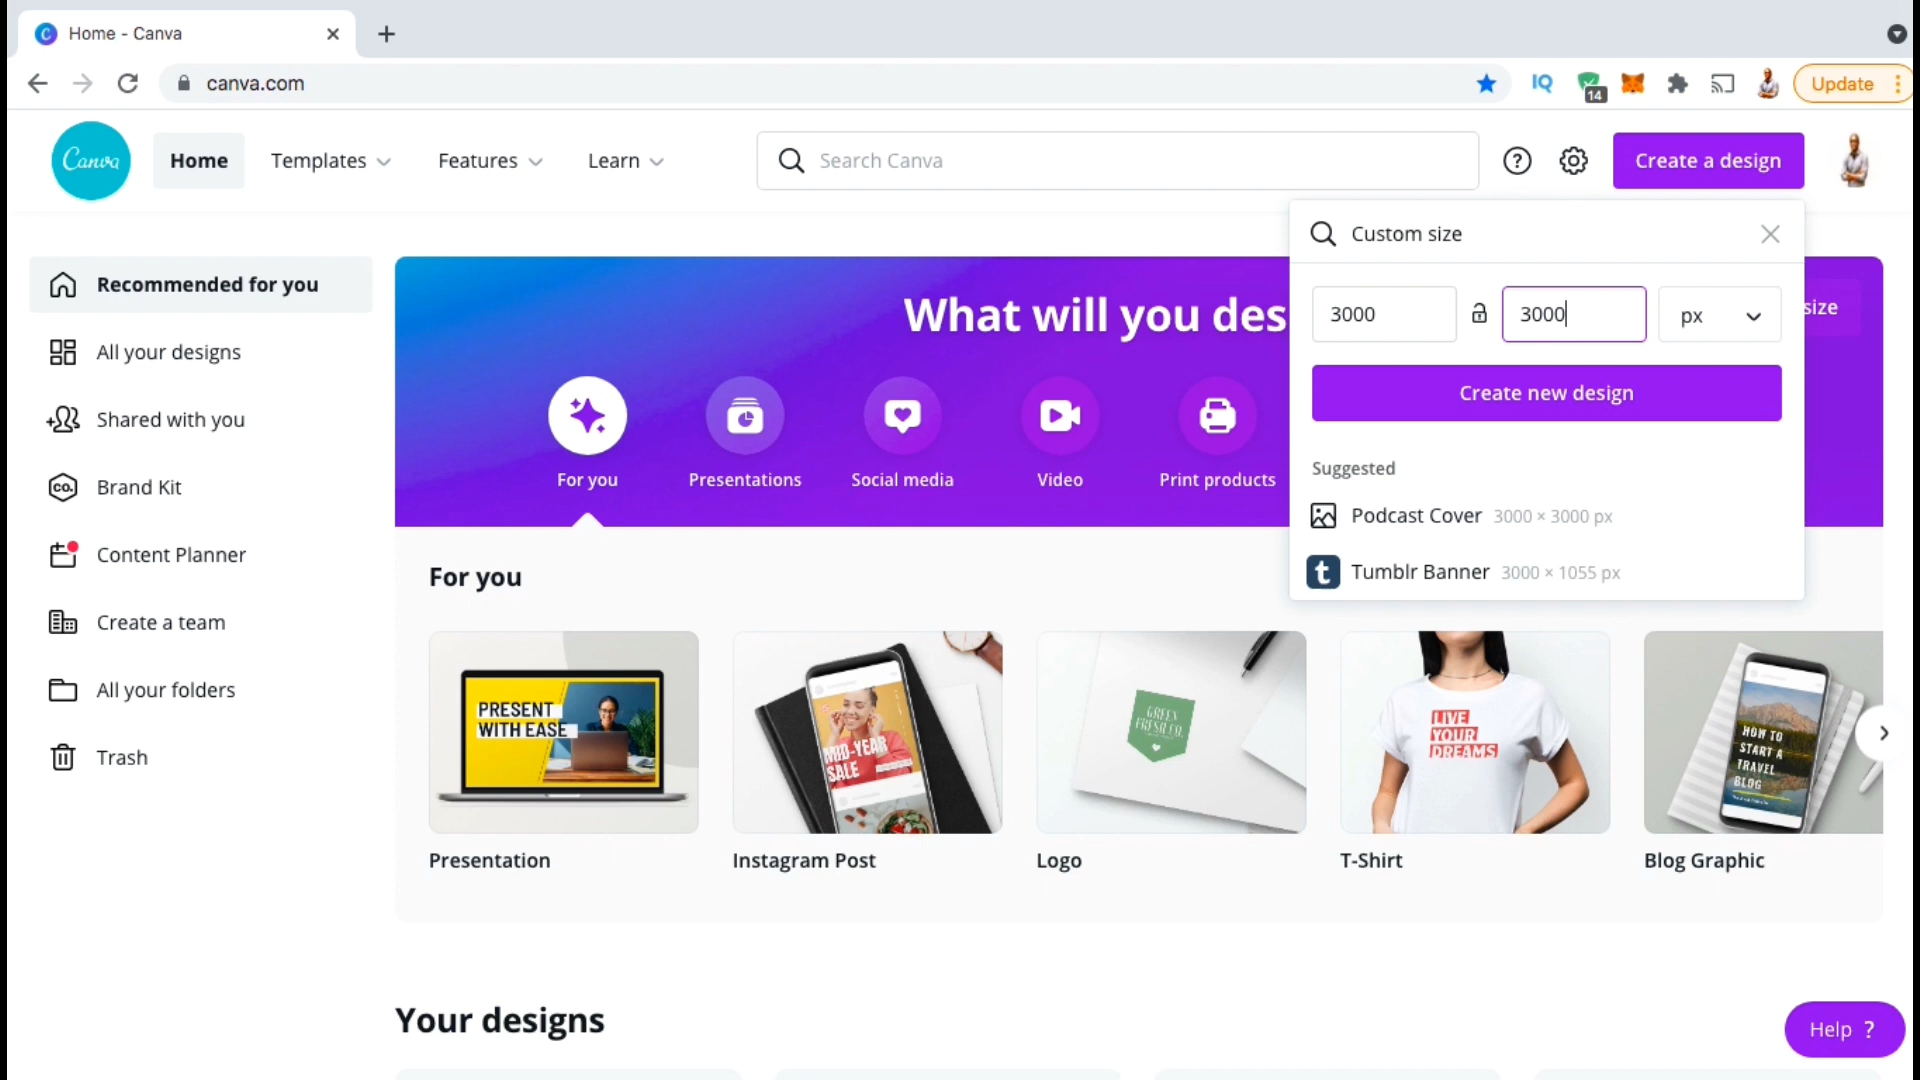 Home - Canva
canva.com
IQ
14
Update
Canva
Home
Templates
Features
Learn
Search Canva
?
Create a design
Custom size
3000
3000
px
size
Create new design
Suggested
Podcast Cover 3000 × 3000 px
Tumblr Banner 3000 × 1055 px
Recommended for you
All your designs
Shared with you
CO.
Brand Kit
Content Planner
Create a team
All your folders
Trash
What will you des
For you
Presentations
Social media
Video
Print products
For you
PRESENT
WITH EASE
MID-YEAR
SALE
GREEN
FRESH CO.
LIVE
YOUR
DREAMS
HOW TO
START A
TRAVEL
BLOG
Presentation
Instagram Post
Logo
T-Shirt
Blog Graphic
Your designs
Help ?